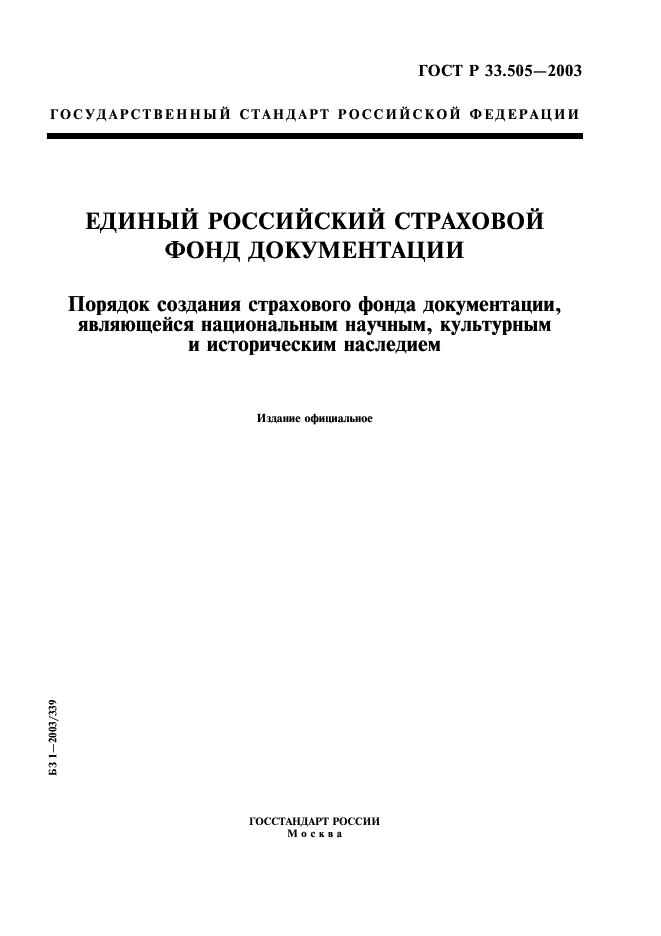 ГОСТ Р 33.505—2003
ГОСУДАРСТВЕННЫЙ СТАНДАРТ РОССИЙСКОЙ ФЕДЕРАЦИИ
ЕДИНЫЙ РОССИЙСКИЙ СТРАХОВОЙ
ФОНД ДОКУМЕНТАЦИИ
Порядок создания страхового фонда документации,
являющейся национальным научным, культурным
и историческим наследием
Издание официальное
БЗ 1—2003/339
ГОССТАНДАРТ РОССИИ
Москва